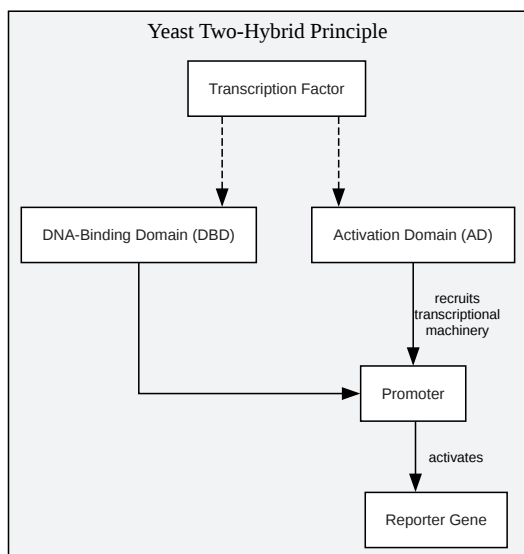 Yeast Two-Hybrid Principle
Transcription Factor
DNA-Binding Domain (DBD)
Activation Domain (AD)
recruits
transcriptional
machinery
Promoter
activates
Reporter Gene